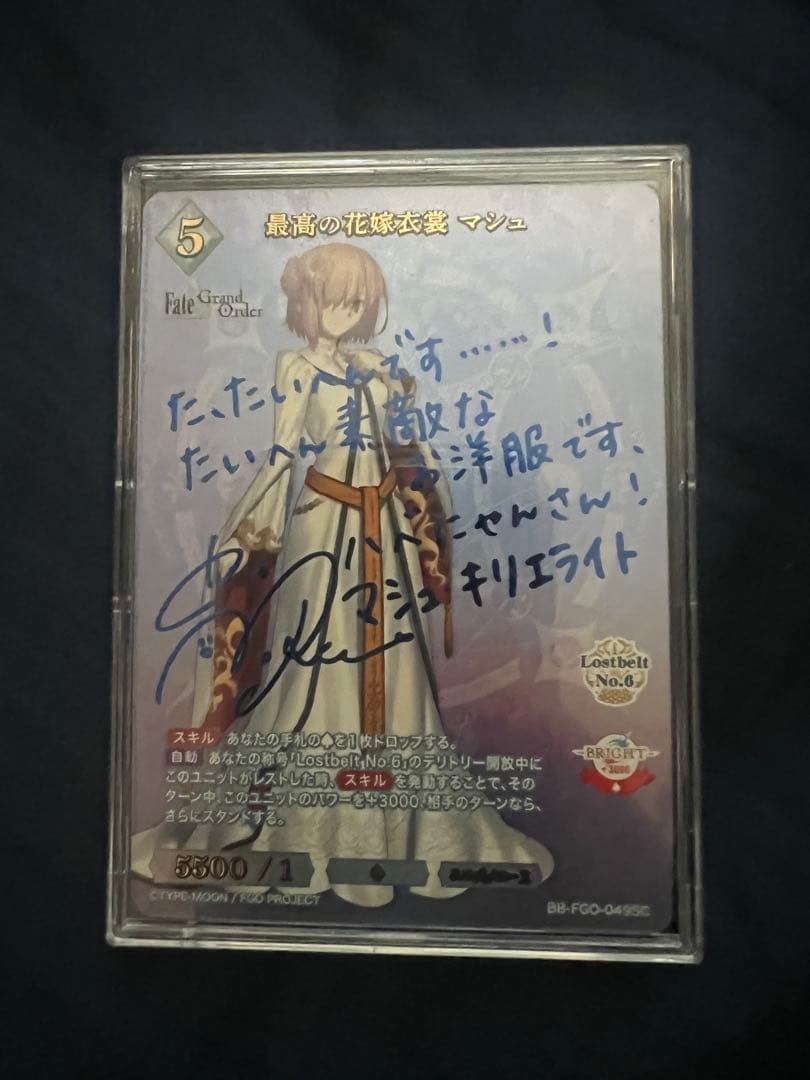 5
最高の花嫁衣裳 マシュ
Fate Grand Order
た、たいへんです……!
たいへん素敵な
お洋服です、
ハベにゃんさん!
マシュ キリエライト
Lostbelt
No.6
BRIGHT
+3000
スキル あなたの手札の♠を1枚ドロップする。
自動 あなたの称号「Lostbelt No.6」のテリトリー開放中に
このユニットがレストした時、スキル を発動することで、その
ターン中、このユニットのパワーを+3000、相手のターンなら、
さらにスタンドする。
5500 / 1
©TYPE-MOON / FGO PROJECT
BB-FGO-049SC